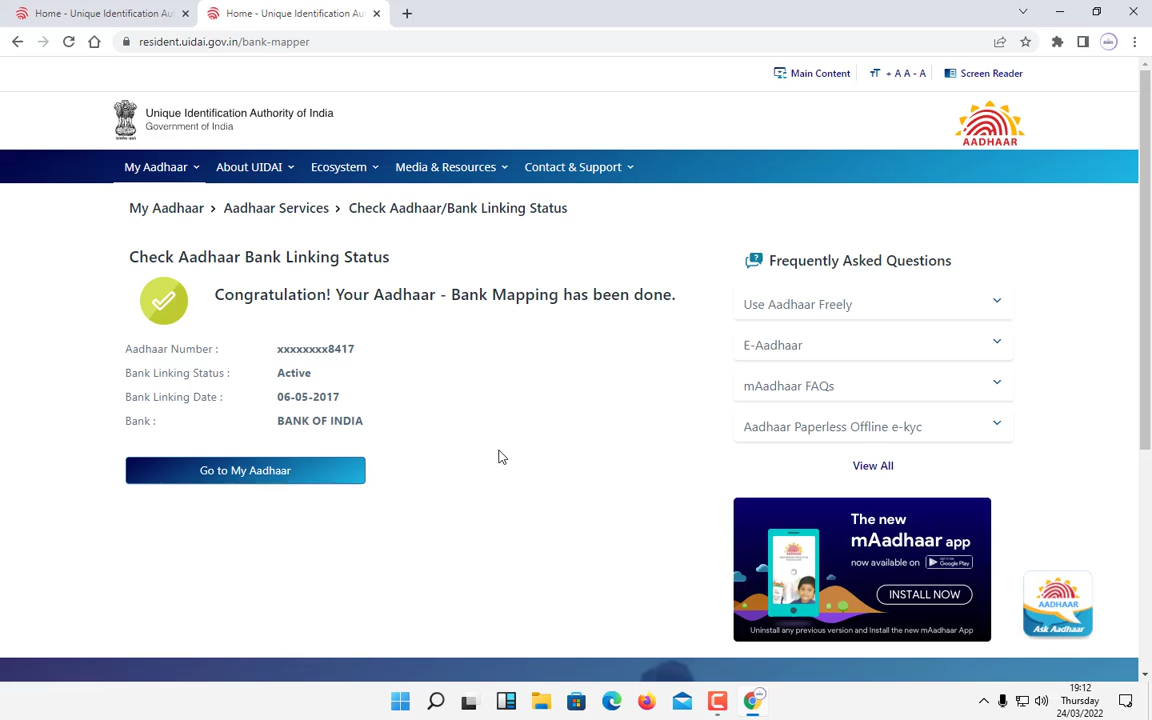 Home - Unique Identification Au
Home - Unique Identification Au
resident.uidai.gov.in/bank-mapper
Main Content
+ A A - A
Screen Reader
Unique Identification Authority of India
Government of India
AADHAAR
My Aadhaar
About UIDAI
Ecosystem
Media & Resources
Contact & Support
My Aadhaar > Aadhaar Services > Check Aadhaar/Bank Linking Status
Check Aadhaar Bank Linking Status
Congratulation! Your Aadhaar - Bank Mapping has been done.
Aadhaar Number : xxxxxxxx8417
Bank Linking Status : Active
Bank Linking Date : 06-05-2017
Bank : BANK OF INDIA
Go to My Aadhaar
Frequently Asked Questions
Use Aadhaar Freely
E-Aadhaar
mAadhaar FAQs
Aadhaar Paperless Offline e-kyc
View All
The new
mAadhaar app
now available on Google Play
INSTALL NOW
Uninstall any previous version and Install the new mAadhaar App
AADHAAR
Ask Aadhaar
19:12
Thursday
24/03/2022